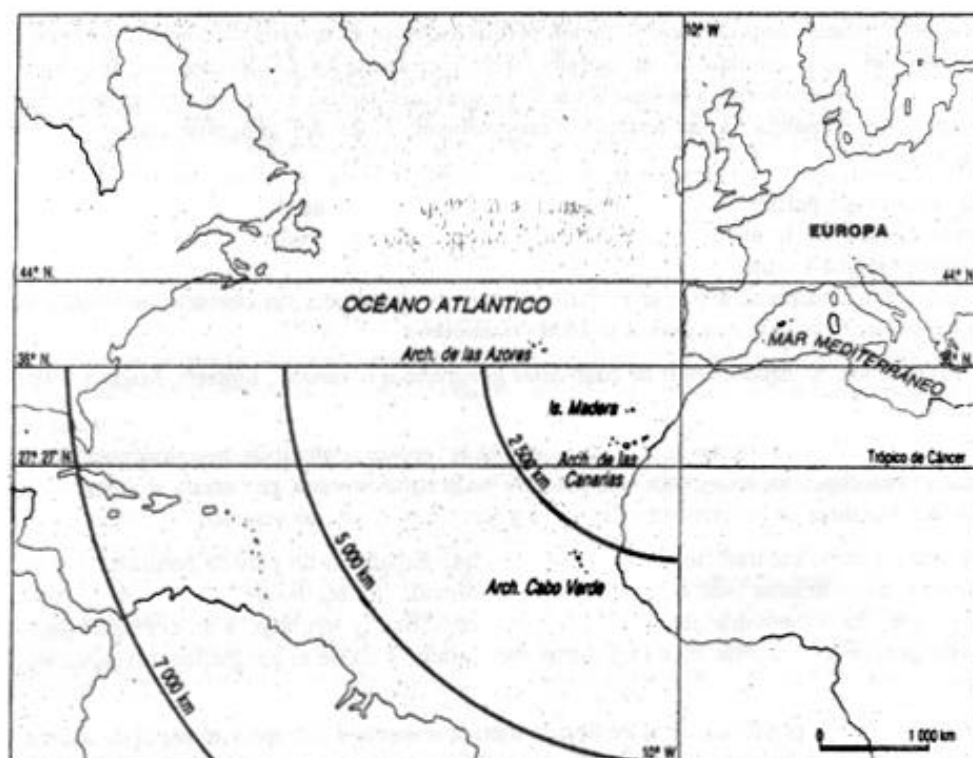 10° W
EUROPA
44° N.
44° N.
OCÉANO ATLÁNTICO
Arch. de las Azores
MAR MEDITERRÁNEO
36° N.
Is. Madera
2 500 km
27° 27' N.
Arch. de las
Canarias
Trópico de Cáncer
5 000 km
Arch. Cabo Verde
7 000 km
10° W
0 1 000 km